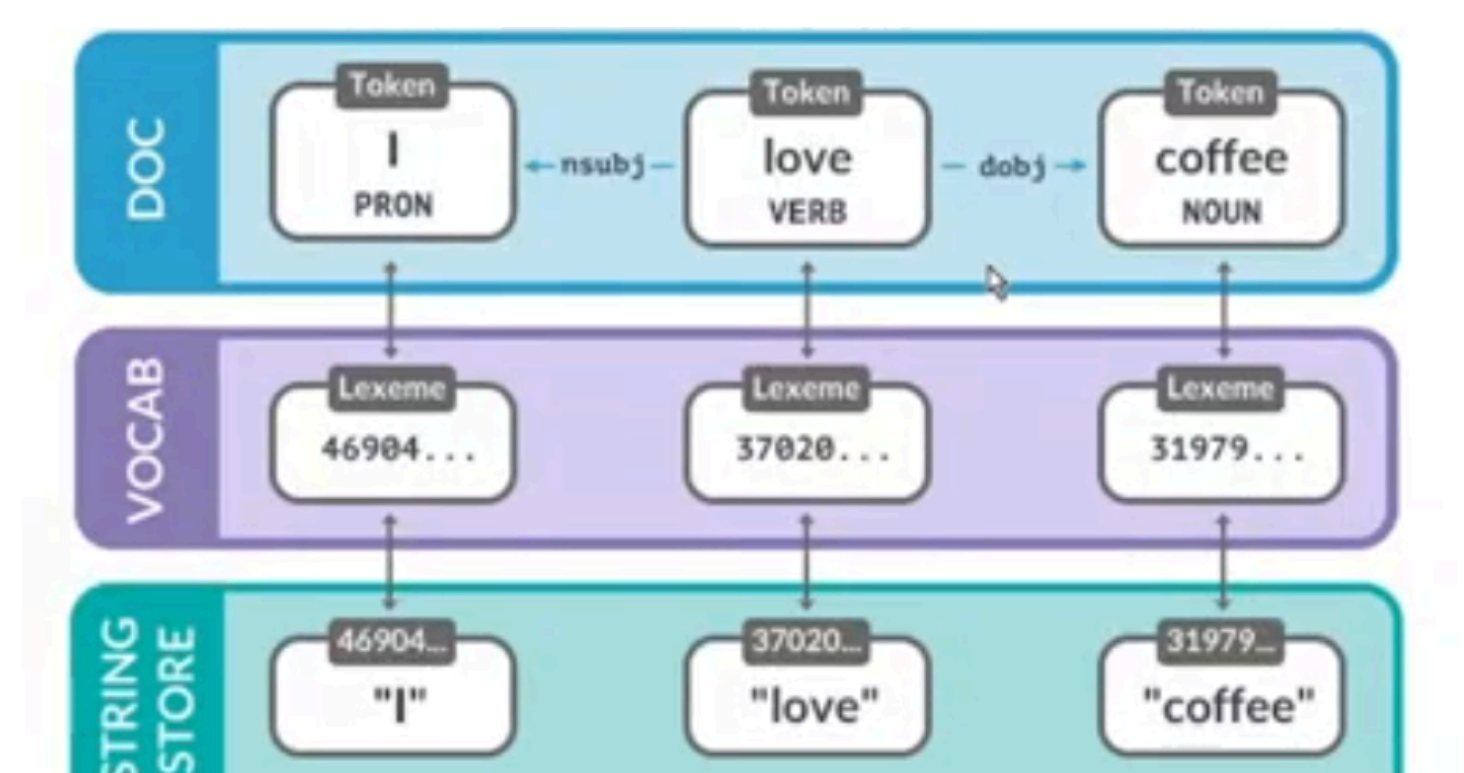 DOC
Token
Token
Token
I
love
coffee
nsubj
dobj
PRON
VERB
NOUN
VOCAB
Lexeme
Lexeme
Lexeme
46904...
37020...
31979...
STRING
STORE
46904...
37020...
31979...
"I"
"love"
"coffee"